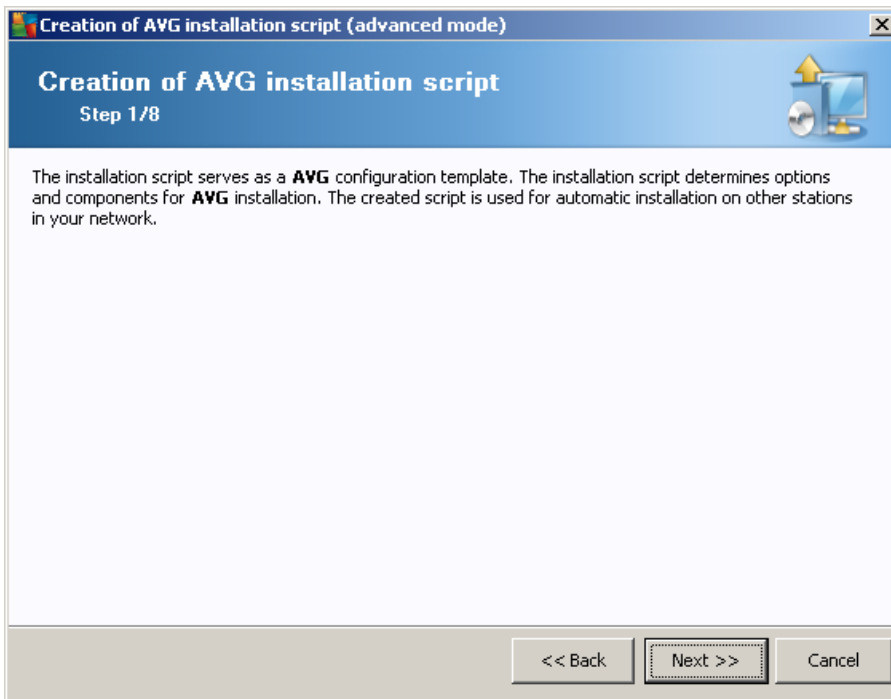 Creation of AVG installation script (advanced mode)
Creation of AVG installation script
Step 1/8
The installation script serves as a AVG configuration template. The installation script determines options
and components for AVG installation. The created script is used for automatic installation on other stations
in your network.
<< Back
Next >>
Cancel